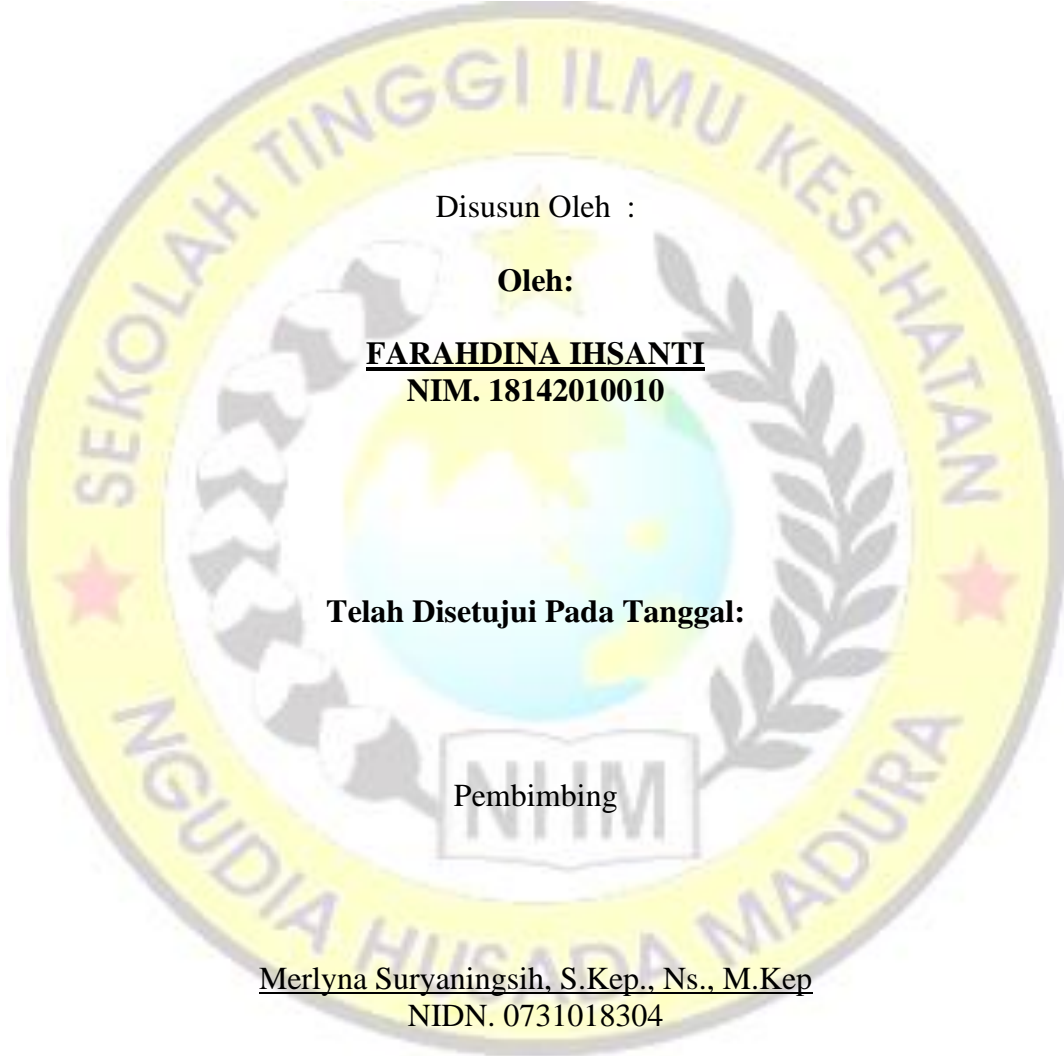 SEKOLAH TINGGI ILMU KESEHATAN
Disusun Oleh :
Oleh:
FARAHDINA IHSANTI
NIM. 18142010010
Telah Disetujui Pada Tanggal:
NHM
Pembimbing
Merlyna Suryaningsih, S.Kep., Ns., M.Kep
NIDN. 0731018304
NGUDIA HUSADA MADURA